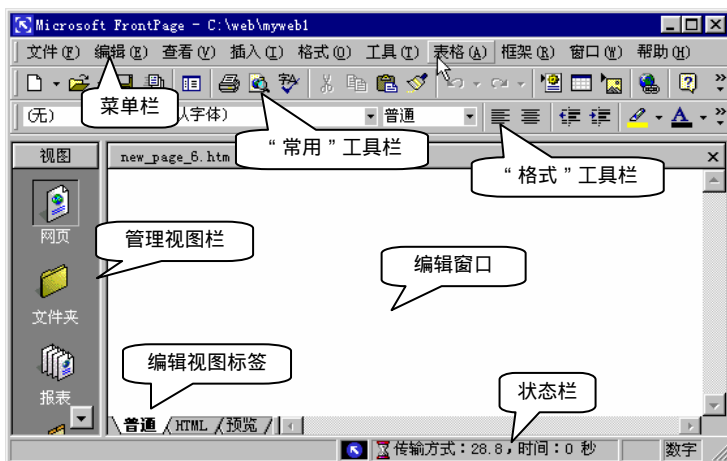 Microsoft FrontPage - C:\web\myweb1
文件(F) 编辑(E) 查看(V) 插入(I) 格式(O) 工具(T) 表格(A) 框架(R) 窗口(W) 帮助(H)
菜单栏
(无)
人字体)
普通
A
“常用”工具栏
“格式”工具栏
视图
new_page_6.htm
网页
管理视图栏
编辑窗口
文件夹
编辑视图标签
报表
状态栏
普通 HTML 预览
传输方式:28.8,时间:0 秒
数字